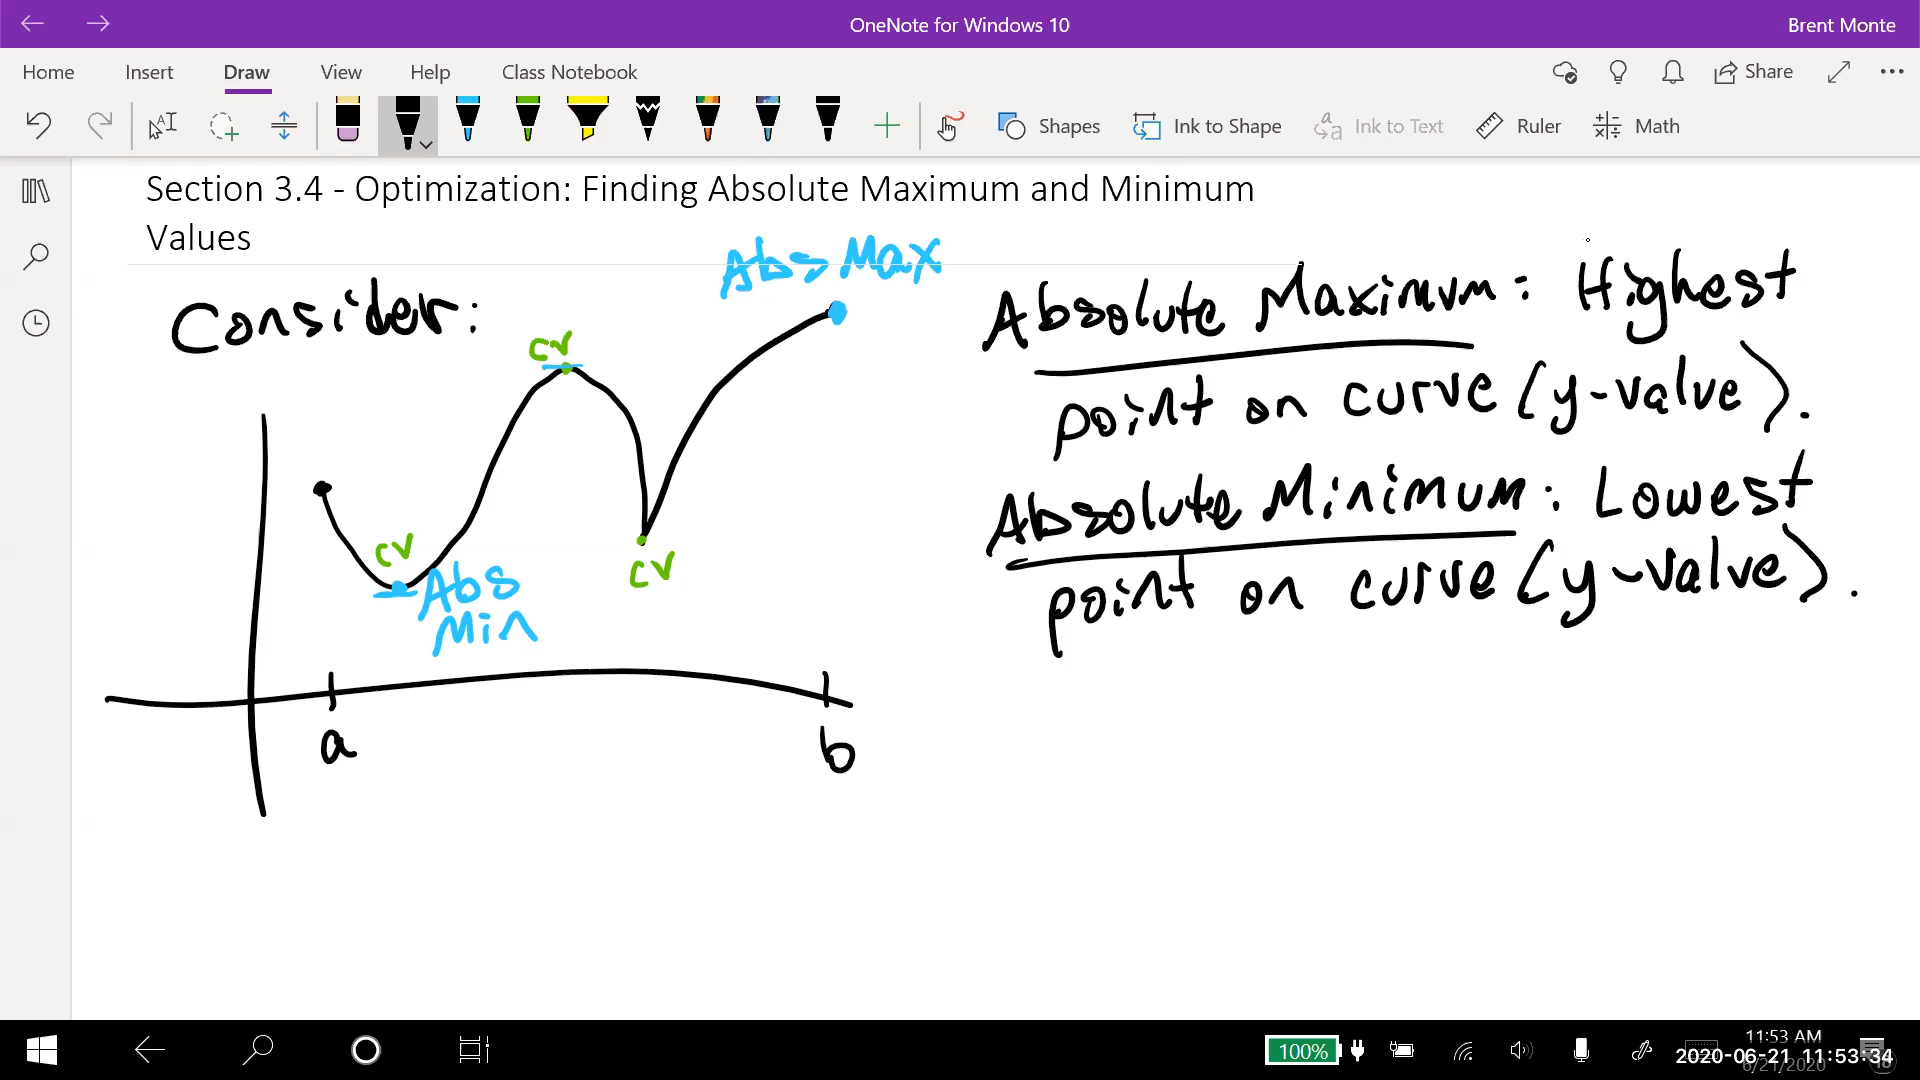 OneNote for Windows 10
Brent Monte
Home Insert Draw View Help Class Notebook
Share
Shapes Ink to Shape Ink to Text Ruler Math
Section 3.4 - Optimization: Finding Absolute Maximum and Minimum
Values
Consider:
Abs Max
cv
cv
cv
Abs
Min
a
b
Absolute Maximum: Highest
point on curve (y-value).
Absolute Minimum: Lowest
point on curve (y-value).
100%
11:53 AM
2020-06-21 11:53:34
6/21/2020